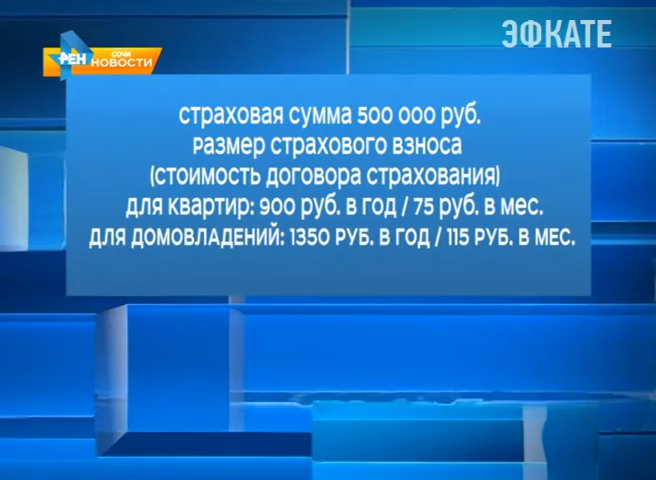 ЭФКАТЕ
РЕН
СОЧИ
НОВОСТИ
страховая сумма 500 000 руб.
размер страхового взноса
(стоимость договора страхования)
для квартир: 900 руб. в год / 75 руб. в мес.
ДЛЯ ДОМОВЛАДЕНИЙ: 1350 РУБ. В ГОД / 115 РУБ. В МЕС.